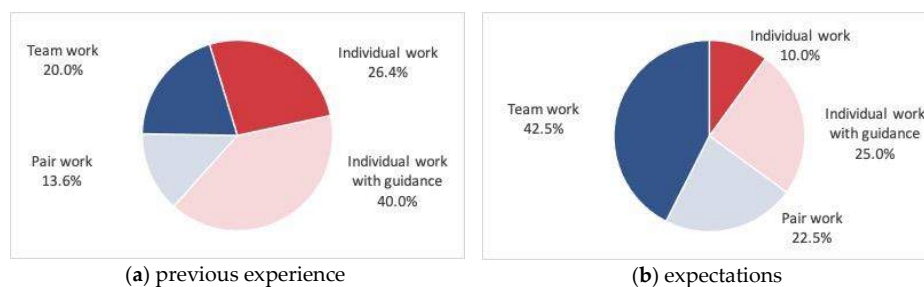 Team work
20.0%
Individual work
26.4%
Pair work
13.6%
Individual work
with guidance
40.0%
(a) previous experience
Individual work
10.0%
Team work
42.5%
Individual work
with guidance
25.0%
Pair work
22.5%
(b) expectations